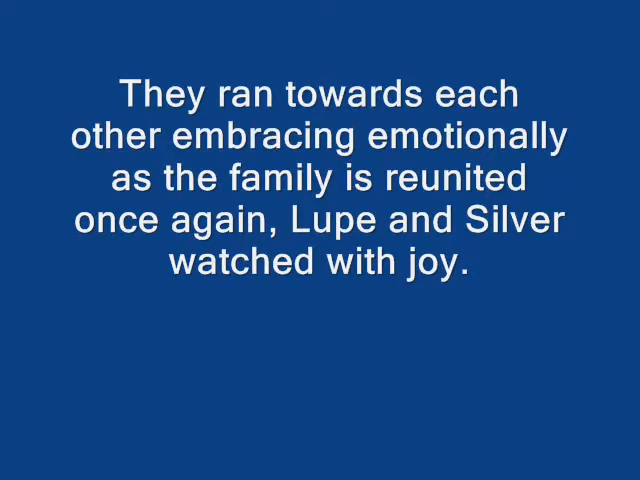 They ran towards each
other embracing emotionally
as the family is reunited
once again, Lupe and Silver
watched with joy.